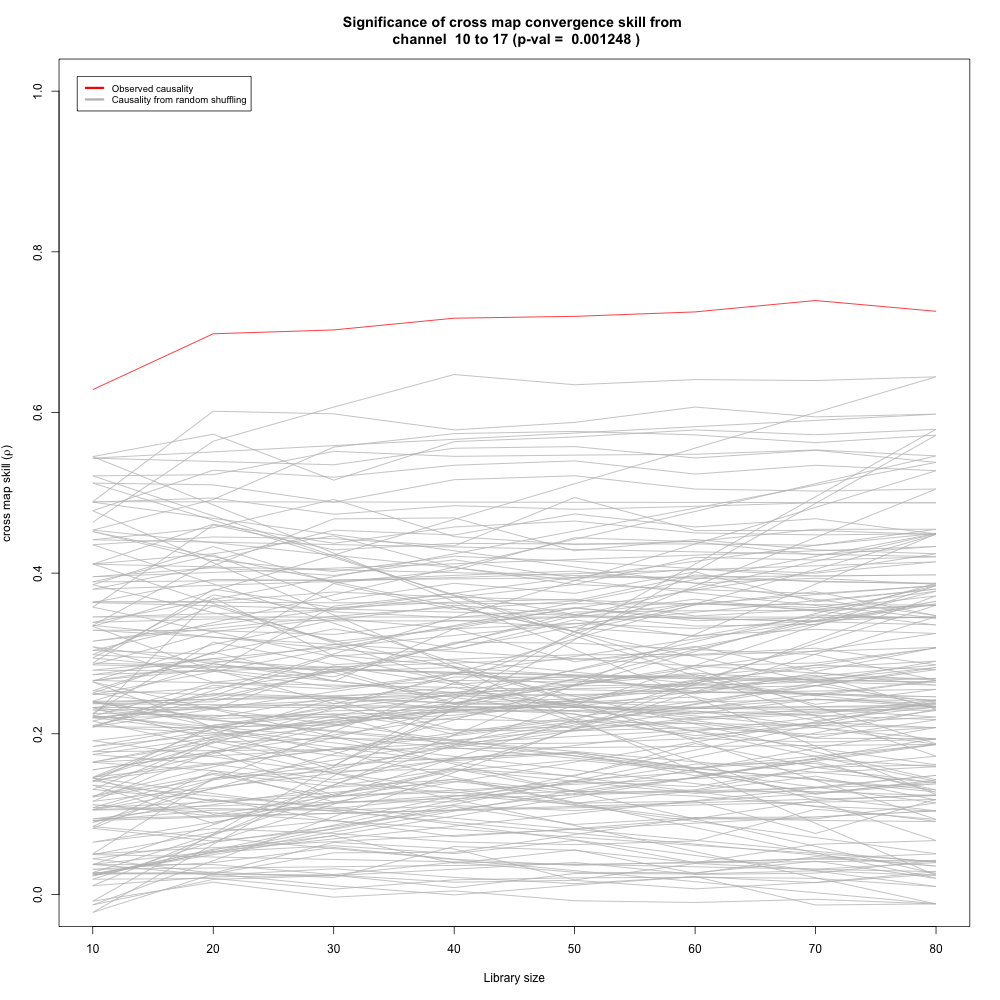 Significance of cross map convergence skill from
channel  10 to 17 (p-val =  0.001248 )
Observed causality
Causality from random shuffling
1.0
0.8
0.6
0.4
0.2
0.0
cross map skill (ρ)
10 20 30 40 50 60 70 80
Library size